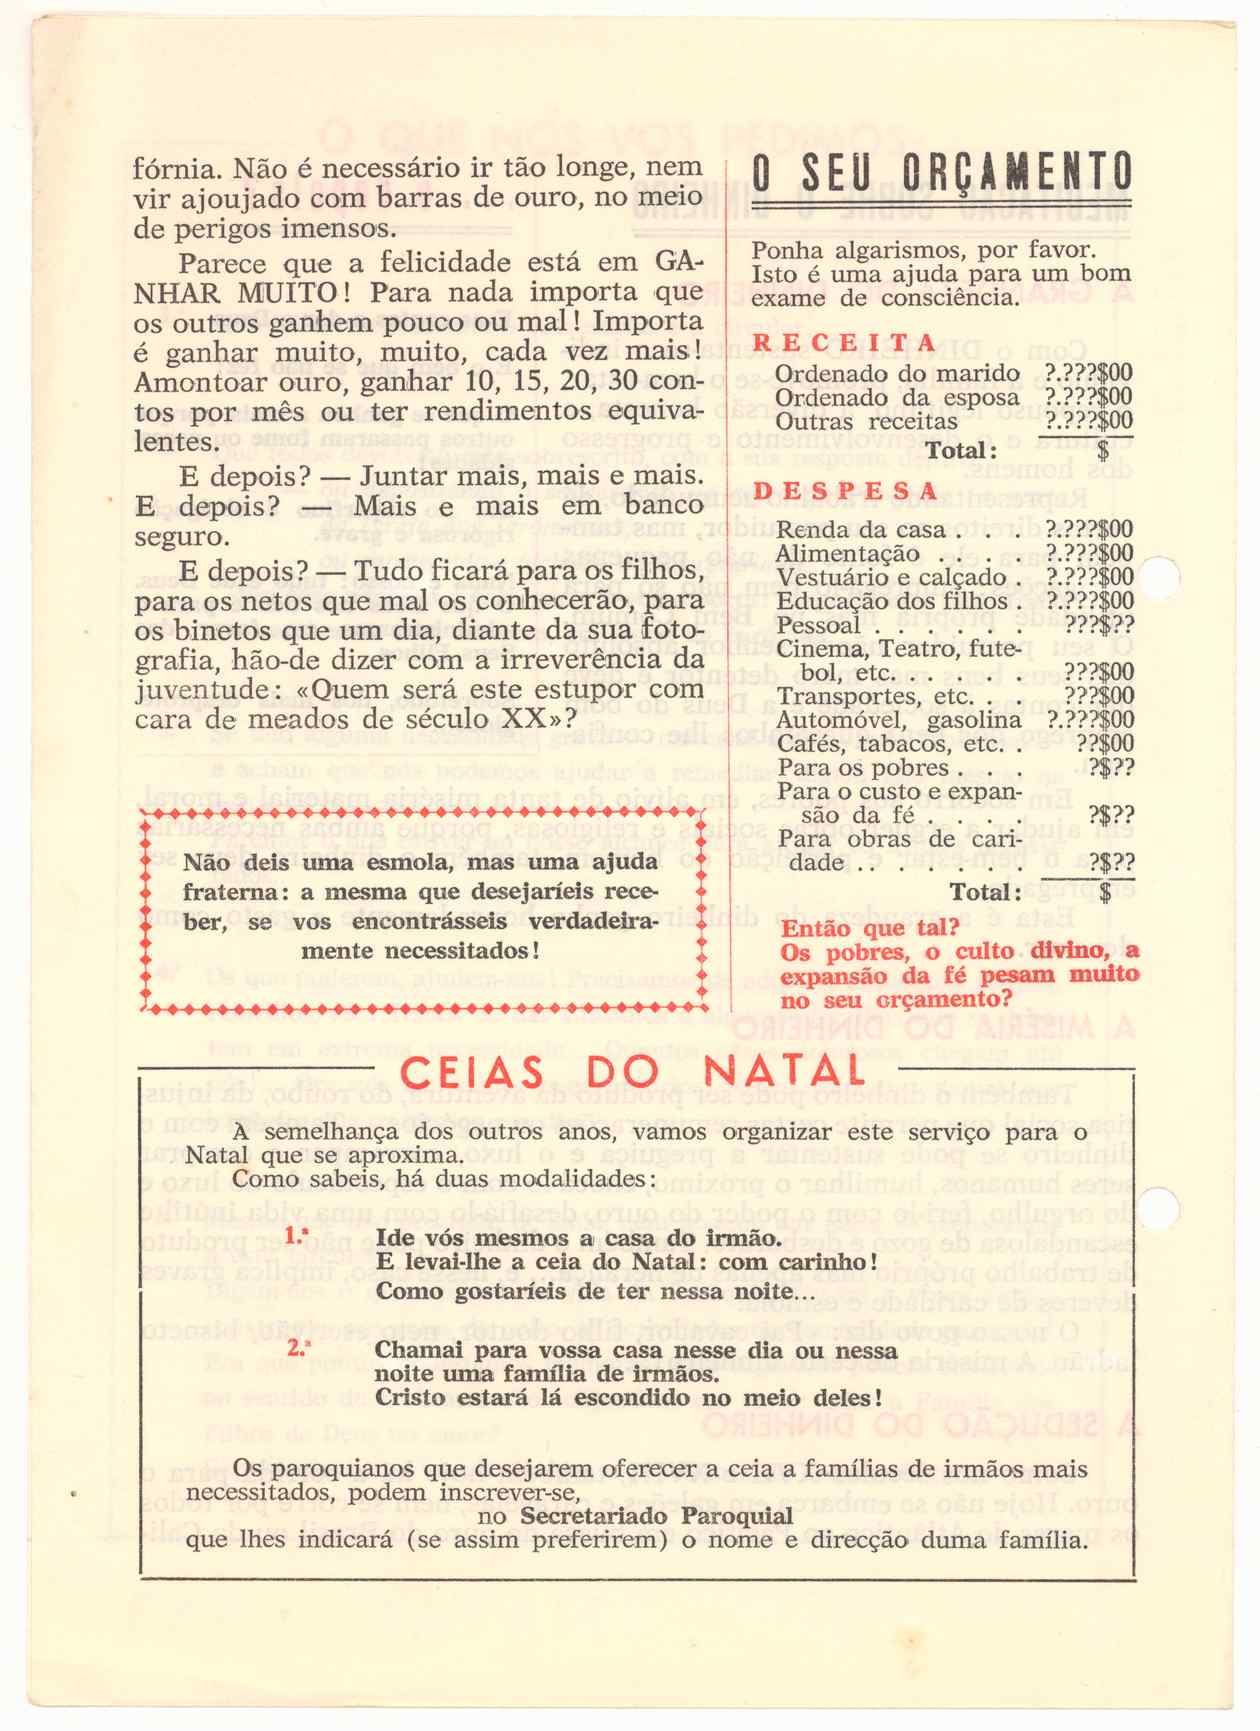 fórnia. Não é necessário ir tão longe, nem
vir ajoujado com barras de ouro, no meio
de perigos imensos.
Parece que a felicidade está em GA-
NHAR MUITO! Para nada importa que
os outros ganhem pouco ou mal! Importa
é ganhar muito, muito, cada vez mais!
Amontoar ouro, ganhar 10, 15, 20, 30 con-
tos por mês ou ter rendimentos equiva-
lentes.
E depois? — Juntar mais, mais e mais.
E depois? — Mais e mais em banco
seguro.
E depois? — Tudo ficará para os filhos,
para os netos que mal os conhecerão, para
os binetos que um dia, diante da sua foto-
grafia, hão-de dizer com a irreverência da
juventude: «Quem será este estupor com
cara de meados de século XX»?
Não deis uma esmola, mas uma ajuda
fraterna: a mesma que desejaríeis rece-
ber, se vos encontrásseis verdadeira-
mente necessitados!
O SEU ORÇAMENTO
Ponha algarismos, por favor.
Isto é uma ajuda para um bom
exame de consciência.
RECEITA
Ordenado do marido ?.???$00
Ordenado da esposa ?.???$00
Outras receitas ?.???$00
Total: $
DESPESA
Renda da casa . . . ?.???$00
Alimentação . . . . ?.???$00
Vestuário e calçado . ?.???$00
Educação dos filhos . ?.???$00
Pessoal . . . . . . ???$??
Cinema, Teatro, fute-
bol, etc. . . . . . ???$00
Transportes, etc. . . ???$00
Automóvel, gasolina ?.???$00
Cafés, tabacos, etc. . ??$00
Para os pobres . . . ?$??
Para o custo e expan-
são da fé . . . . ?$??
Para obras de cari-
dade . . . . . . . ?$??
Total: $
Então que tal?
Os pobres, o culto divino, a
expansão da fé pesam muito
no seu orçamento?
CEIAS DO NATAL
À semelhança dos outros anos, vamos organizar este serviço para o
Natal que se aproxima.
Como sabeis, há duas modalidades:
1.ª Ide vós mesmos a casa do irmão.
E levai-lhe a ceia do Natal: com carinho!
Como gostaríeis de ter nessa noite...
2.ª Chamai para vossa casa nesse dia ou nessa
noite uma família de irmãos.
Cristo estará lá escondido no meio deles!
Os paroquianos que desejarem oferecer a ceia a famílias de irmãos mais
necessitados, podem inscrever-se,
no Secretariado Paroquial
que lhes indicará (se assim preferirem) o nome e direcção duma família.